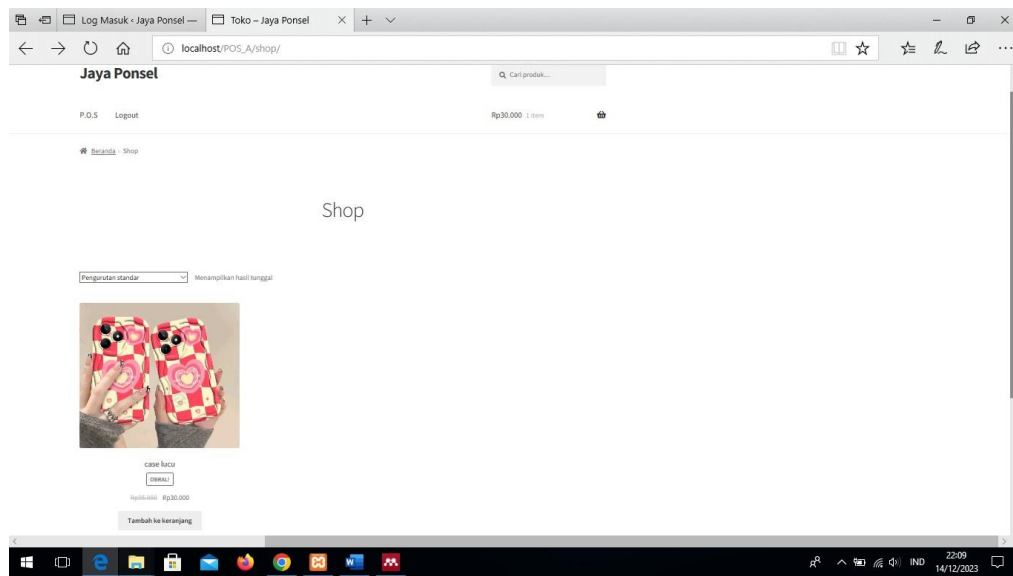 Log Masuk ‹ Jaya Ponsel —
Toko – Jaya Ponsel
localhost/POS_A/shop/
Jaya Ponsel
Cari produk...
P.O.S Logout
Rp30.000 1 item
Beranda › Shop
Shop
Pengurutan standar
Menampilkan hasil tunggal
case lucu
OBRAL!
Rp30.000
Tambah ke keranjang
IND
22:09
14/12/2023